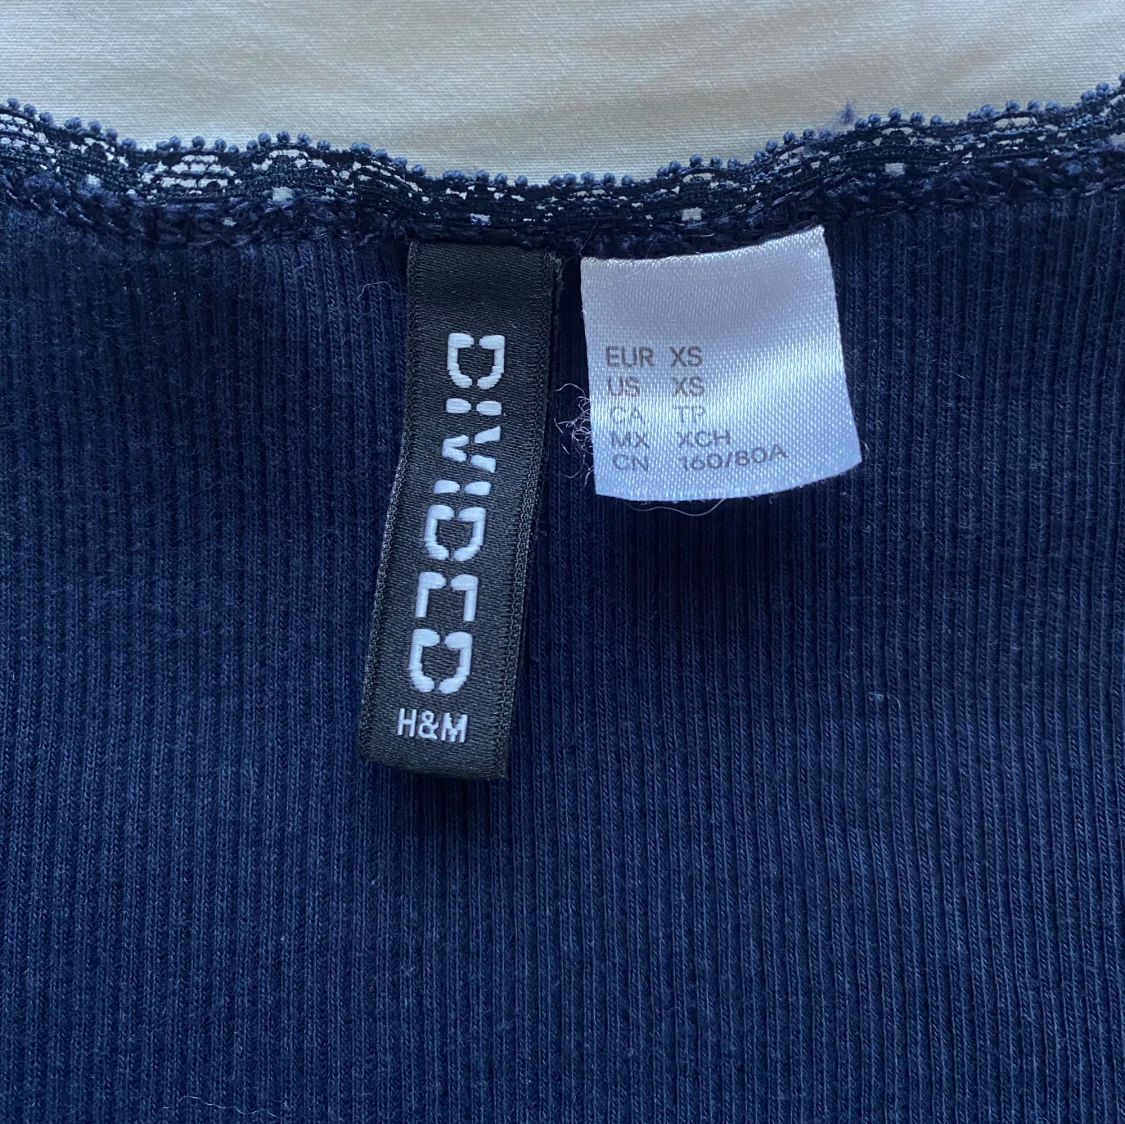 DIVIDED
H&M
EUR XS
US XS
CA TP
MX XCH
CN 160/80A